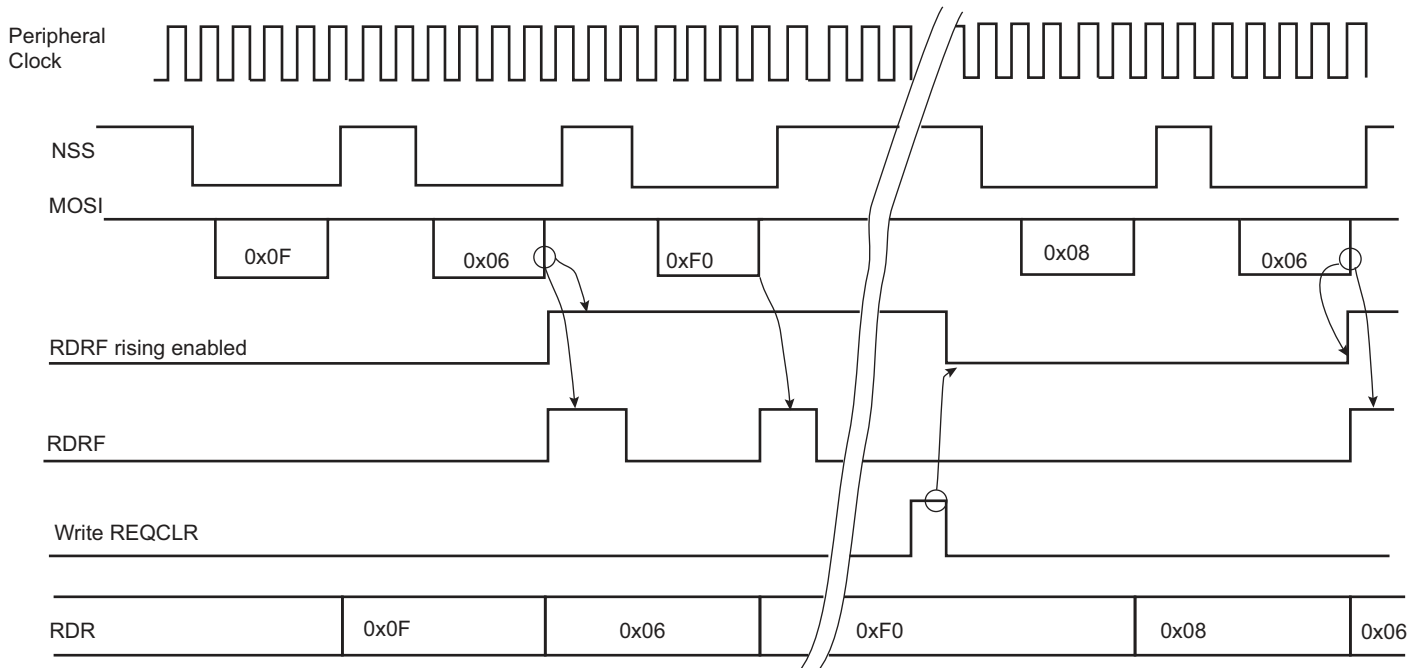 Peripheral
Clock
NSS
MOSI
0x0F
0x06
0xF0
0x08
0x06
RDRF rising enabled
RDRF
Write REQCLR
RDR
0x0F
0x06
0xF0
0x08
0x06